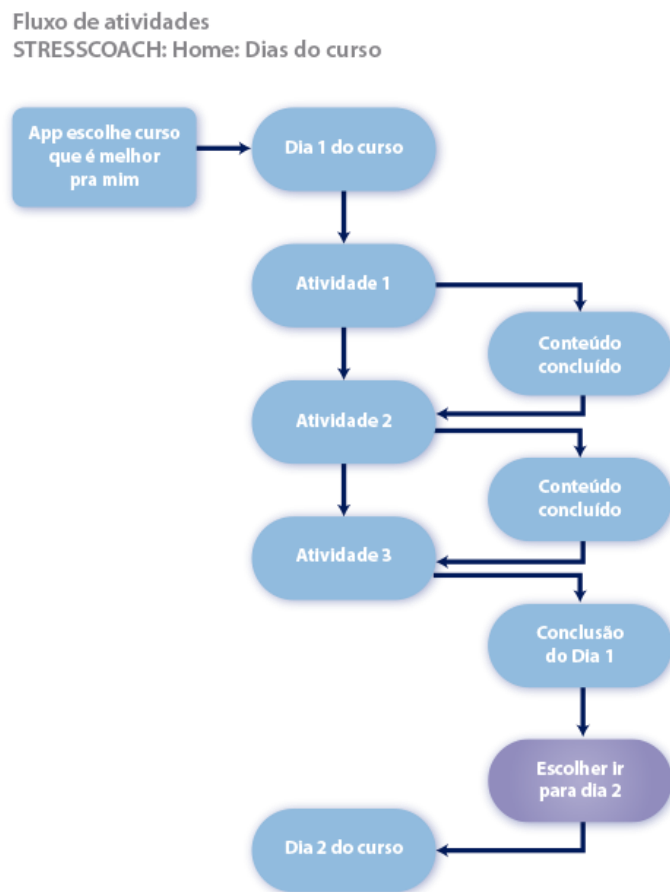 Fluxo de atividades
STRESSCOACH: Home: Dias do curso
App escolhe curso
que é melhor
pra mim
Dia 1 do curso
Atividade 1
Conteúdo
concluído
Atividade 2
Conteúdo
concluído
Atividade 3
Conclusão
do Dia 1
Escolher ir
para dia 2
Dia 2 do curso